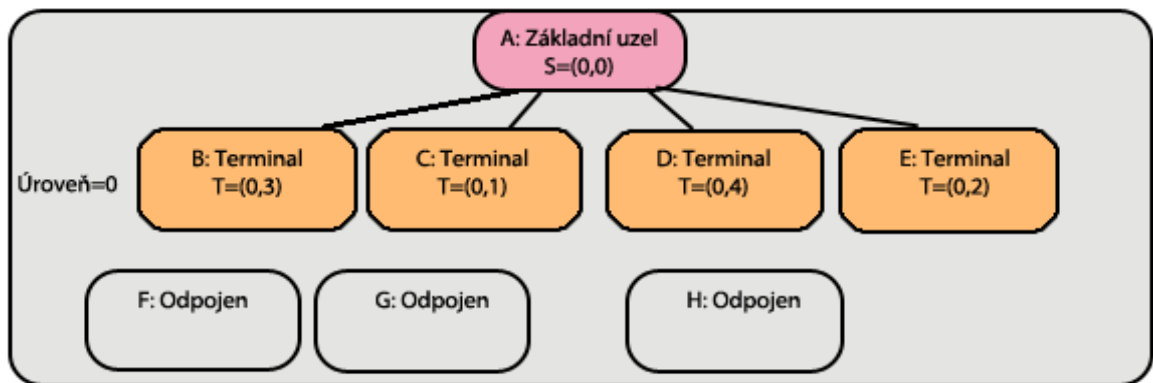 A: Základní uzel
S=(0,0)
Úroveň=0
B: Terminal
T=(0,3)
C: Terminal
T=(0,1)
D: Terminal
T=(0,4)
E: Terminal
T=(0,2)
F: Odpojen
G: Odpojen
H: Odpojen